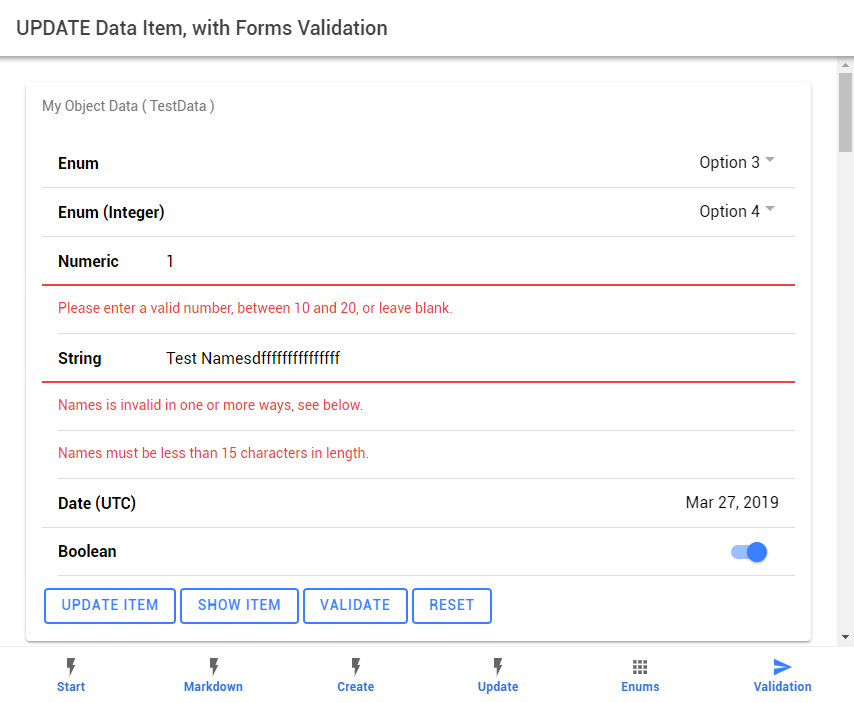 UPDATE Data Item, with Forms Validation
My Object Data ( TestData )
Enum Option 3
Enum (Integer) Option 4
Numeric 1
Please enter a valid number, between 10 and 20, or leave blank.
String Test Namesdfffffffffffffff
Names is invalid in one or more ways, see below.
Names must be less than 15 characters in length.
Date (UTC) Mar 27, 2019
Boolean
UPDATE ITEM SHOW ITEM VALIDATE RESET
Start Markdown Create Update Enums Validation